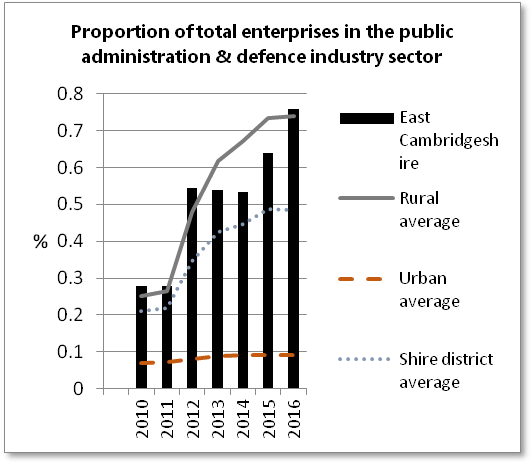 Proportion of total enterprises in the public
administration & defence industry sector
0.8
0.7
0.6
0.5
0.4
0.3
0.2
0.1
0
%
2010
2011
2012
2013
2014
2015
2016
East
Cambridgesh
ire
Rural
average
Urban
average
Shire district
average